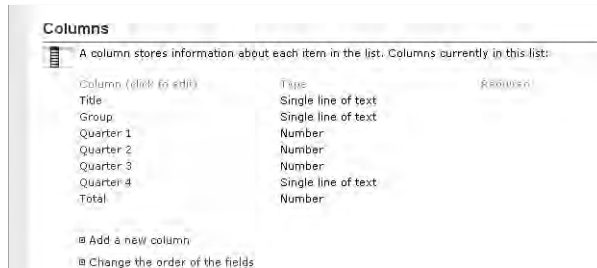 Columns
A column stores information about each item in the list. Columns currently in this list:
Column (click to edit) Type Required
Title Single line of text
Group Single line of text
Quarter 1 Number
Quarter 2 Number
Quarter 3 Number
Quarter 4 Single line of text
Total Number
Add a new column
Change the order of the fields